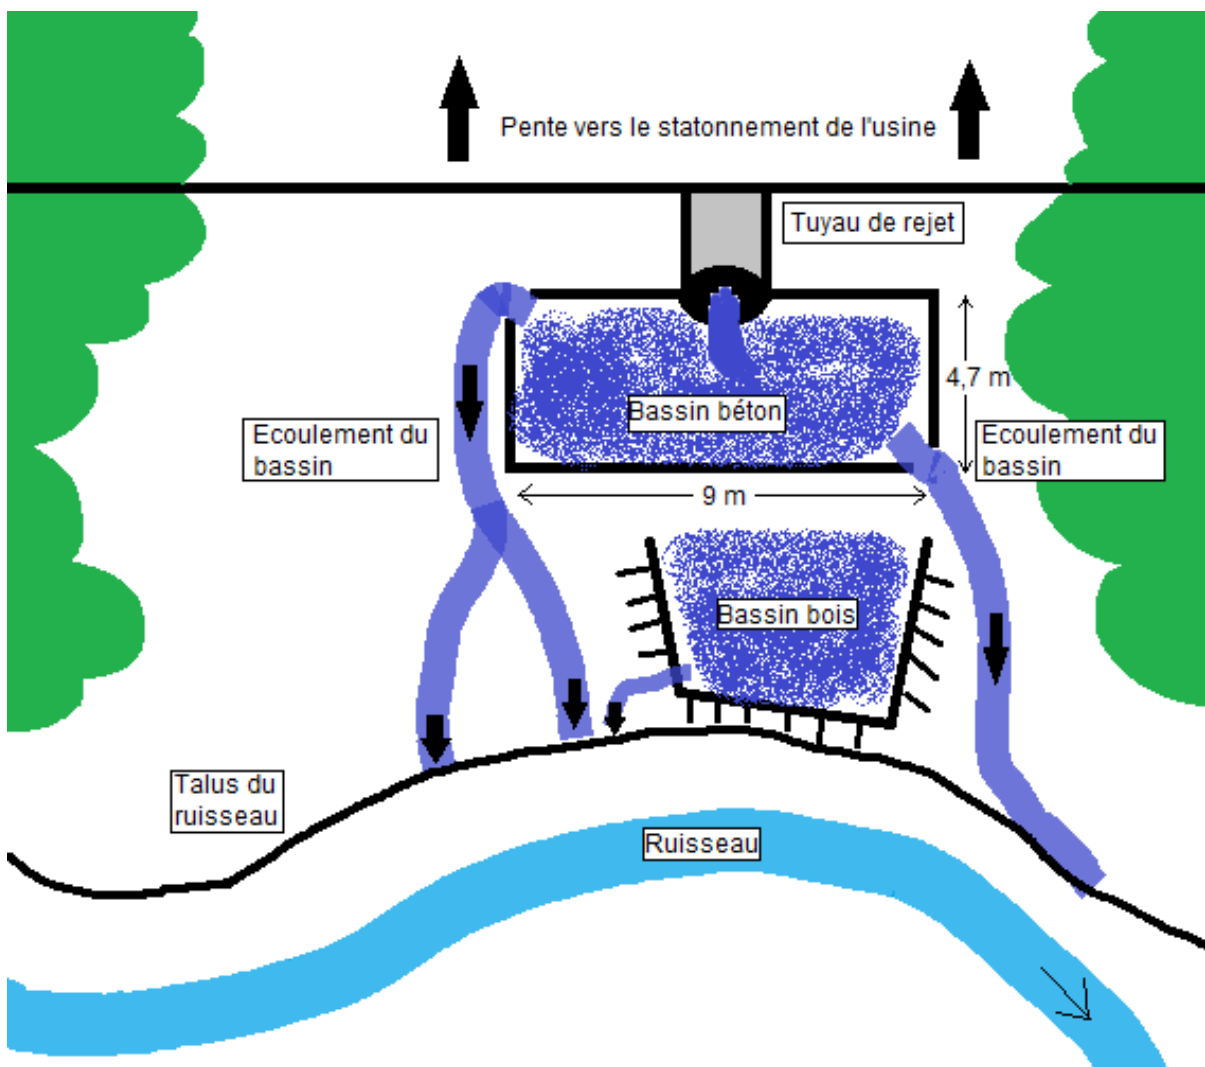 Pente vers le statonnement de l'usine
Tuyau de rejet
4,7 m
Bassin béton
Ecoulement du
bassin
Ecoulement du
bassin
9 m
Bassin bois
Talus du
ruisseau
Ruisseau